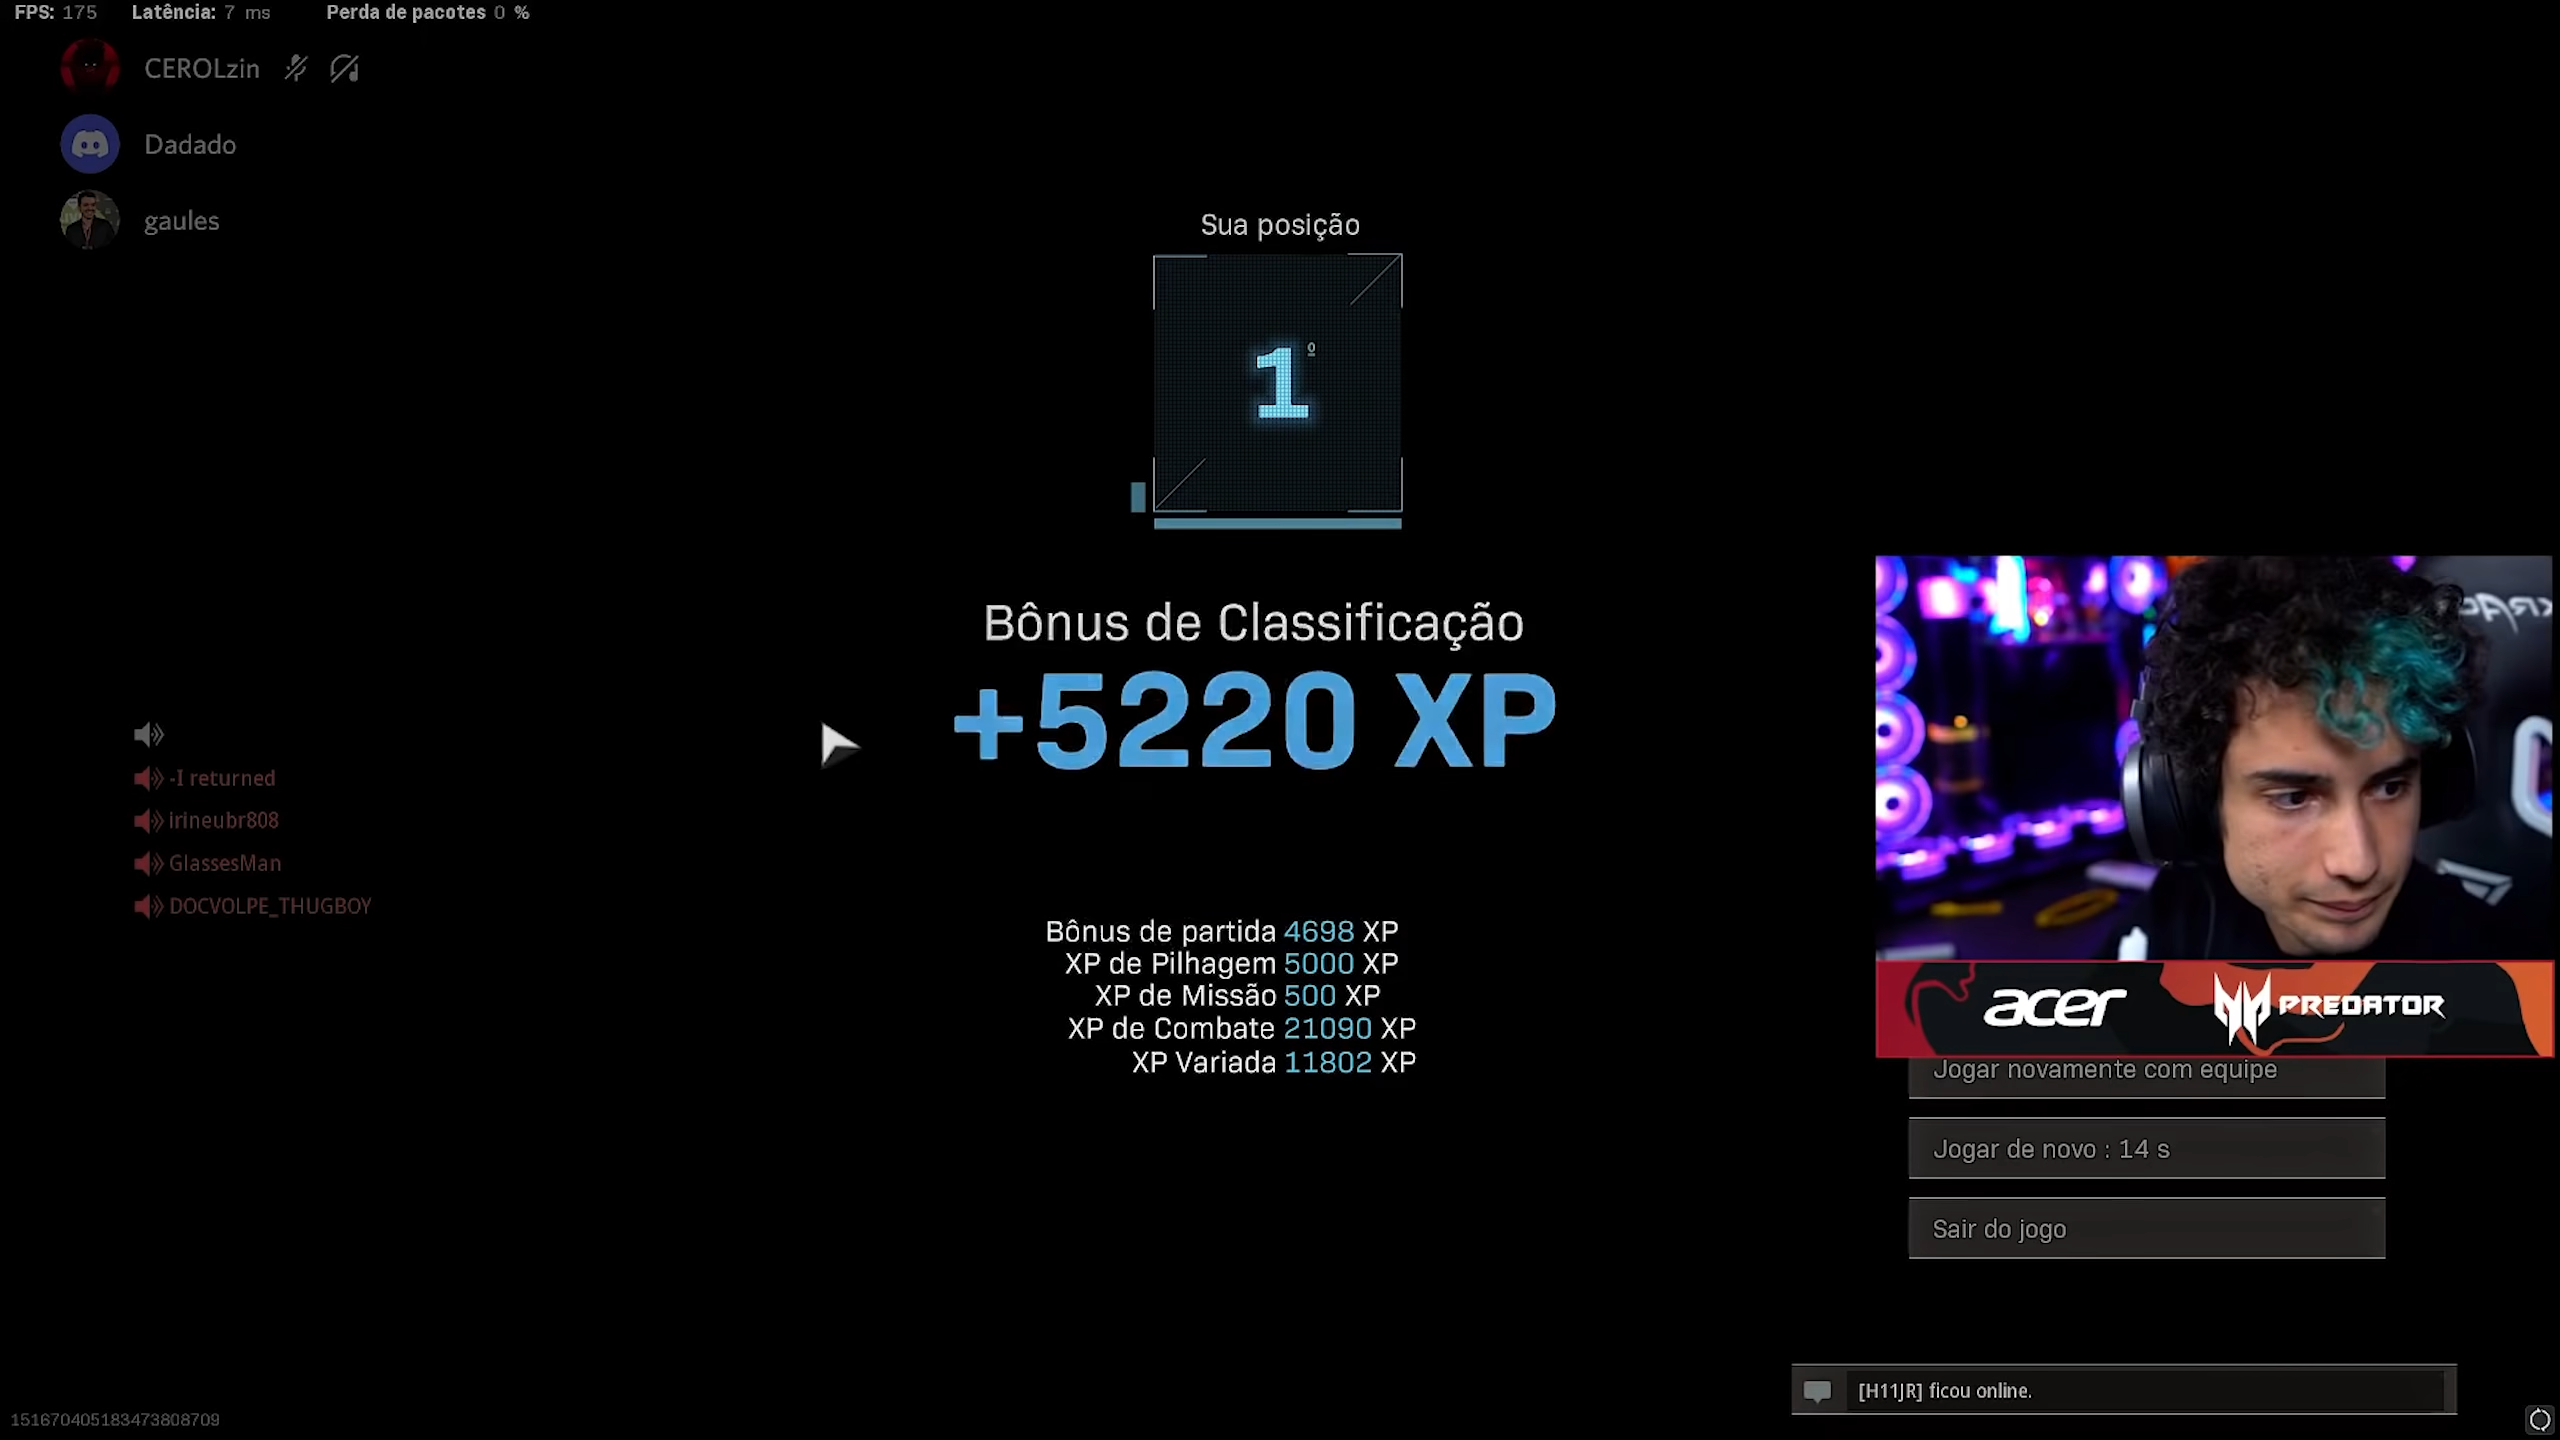 FPS: 175 Latência: 7 ms Perda de pacotes 0 %
CEROLzin
Dadado
gaules
Sua posição
1º
Bônus de Classificação
+5220 XP
-I returned
irineubr808
GlassesMan
DOCVOLPE_THUGBOY
Bônus de partida 4698 XP
XP de Pilhagem 5000 XP
XP de Missão 500 XP
XP de Combate 21090 XP
XP Variada 11802 XP
acer PREDATOR
Jogar novamente com equipe
Jogar de novo : 14 s
Sair do jogo
[H11JR] ficou online.
151670405183473808709